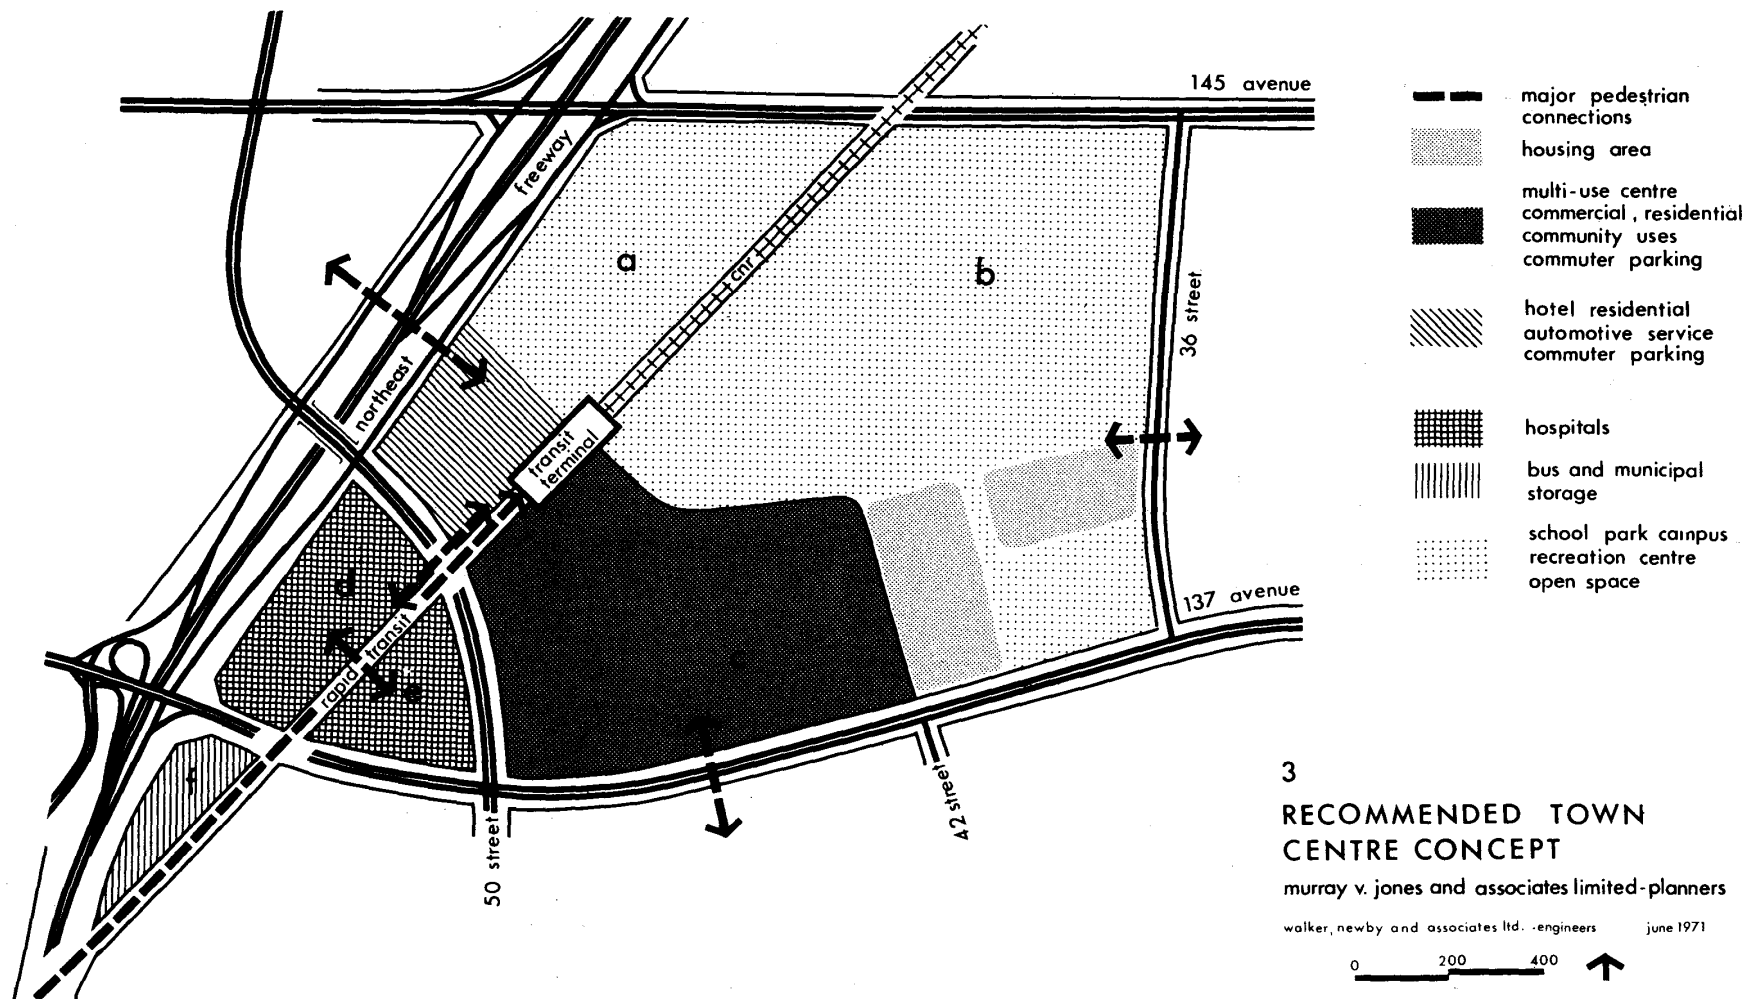 145 avenue
freeway
a
b
cnr
36 street
northeast
transit
terminal
d
e
rapid transit
c
f
137 avenue
50 street
42 street
major pedestrian
connections
housing area
multi-use centre
commercial, residential
community uses
commuter parking
hotel residential
automotive service
commuter parking
hospitals
bus and municipal
storage
school park campus
recreation centre
open space
3
RECOMMENDED TOWN
CENTRE CONCEPT
murray v. jones and associates limited-planners
walker, newby and associates ltd. -engineers june 1971
0 200 400